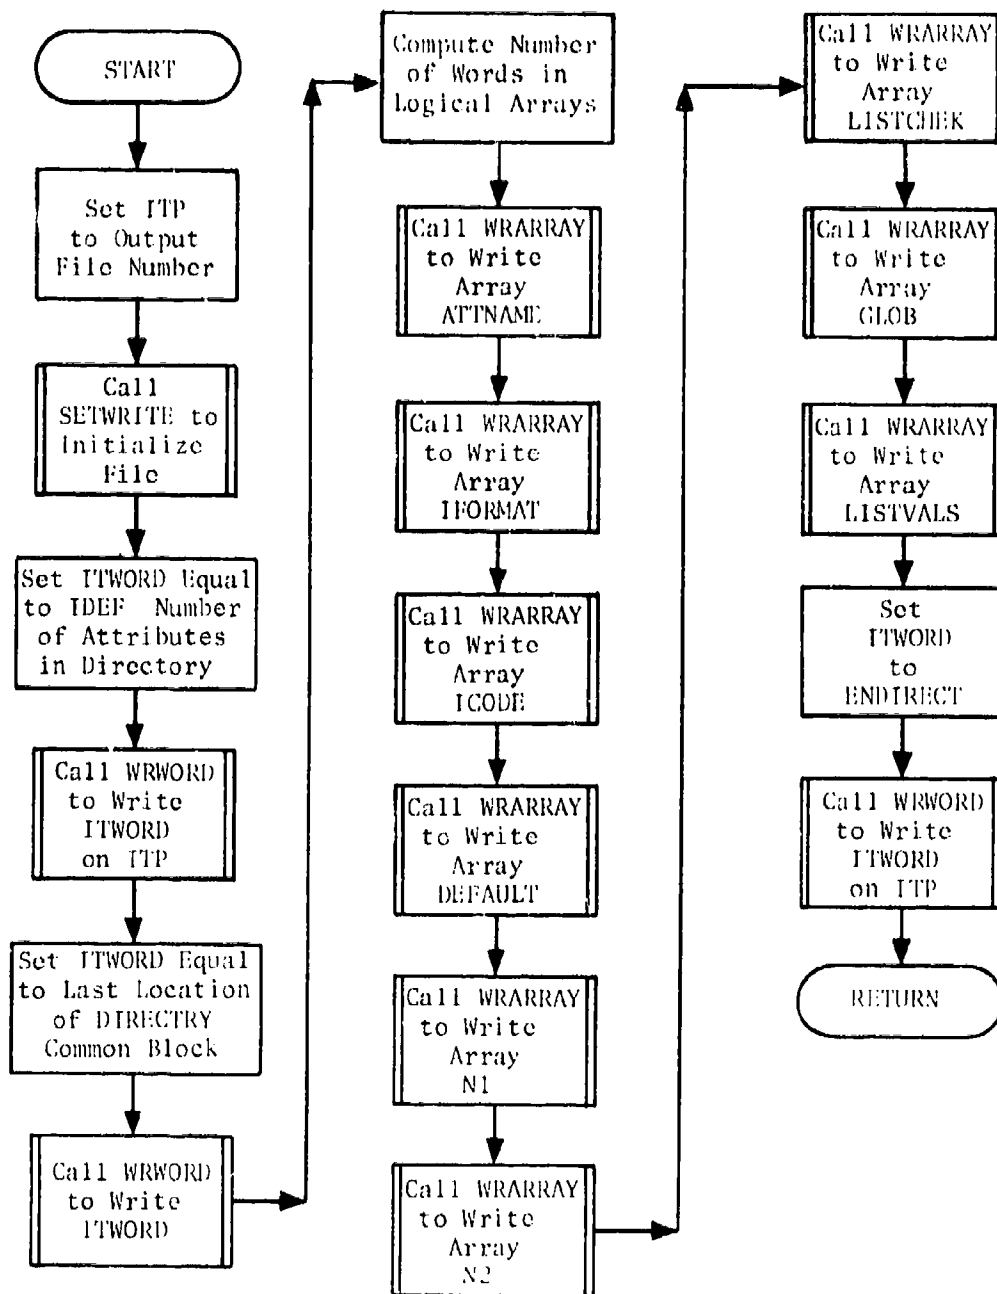 START
Set ITP
to Output
File Number
Call
SETWRITE to
Initialize
File
Set ITWORD Equal
to IDEF Number
of Attributes
in Directory
Call WRWORD
to Write
ITWORD
on ITP
Set ITWORD Equal
to Last Location
of DIRECTRY
Common Block
Call WRWORD
to Write
ITWORD
Compute Number
of Words in
Logical Arrays
Call WRARRAY
to Write
Array
ATTNAME
Call WRARRAY
to Write
Array
IFORMAT
Call WRARRAY
to Write
Array
ICODE
Call WRARRAY
to Write
Array
DEFAULT
Call WRARRAY
to Write
Array
N1
Call WRARRAY
to Write
Array
N2
Call WRARRAY
to Write
Array
LISTCHEK
Call WRARRAY
to Write
Array
GLOB
Call WRARRAY
to Write
Array
LISTVALS
Set
ITWORD
to
ENDIRECT
Call WRWORD
to Write
ITWORD
on ITP
RETURN